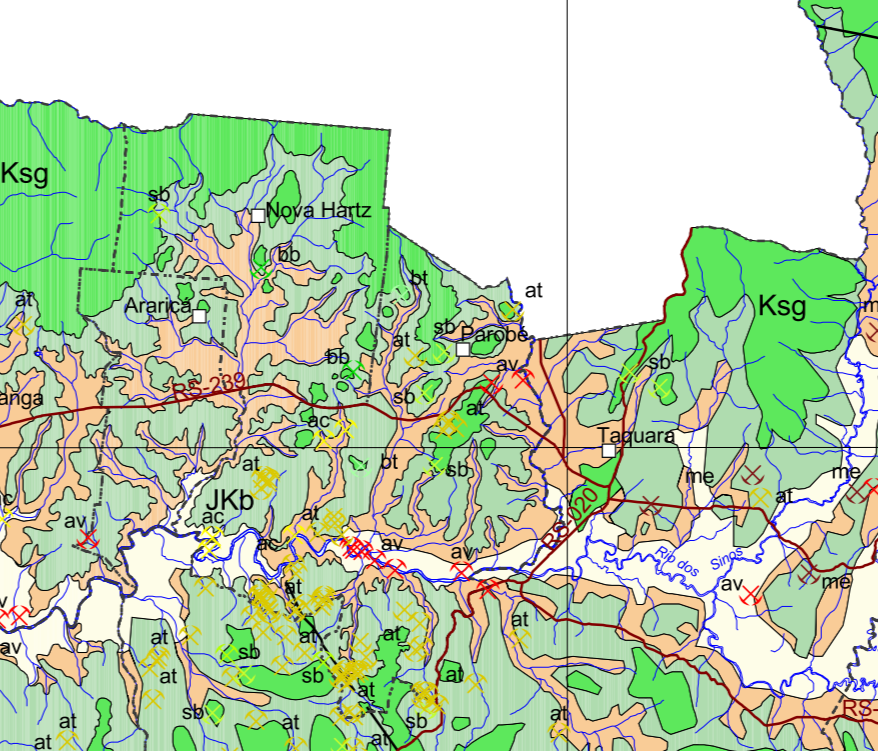 Ksg
sb
Nova Hartz
bb
bt
at
Ksg
at
Araricá
sb
Parobé
at
bb
av
sb
RS-239
anga
sb
at
ac
Taquara
at
bt
sb
me
me
JKb
at
ac
at
RS-020
av
ac
av
av
Rio dos Sinos
av
me
at
av
at
at
at
at
sb
sb
at
at
at
sb
at
sb
at
at
at
RS-